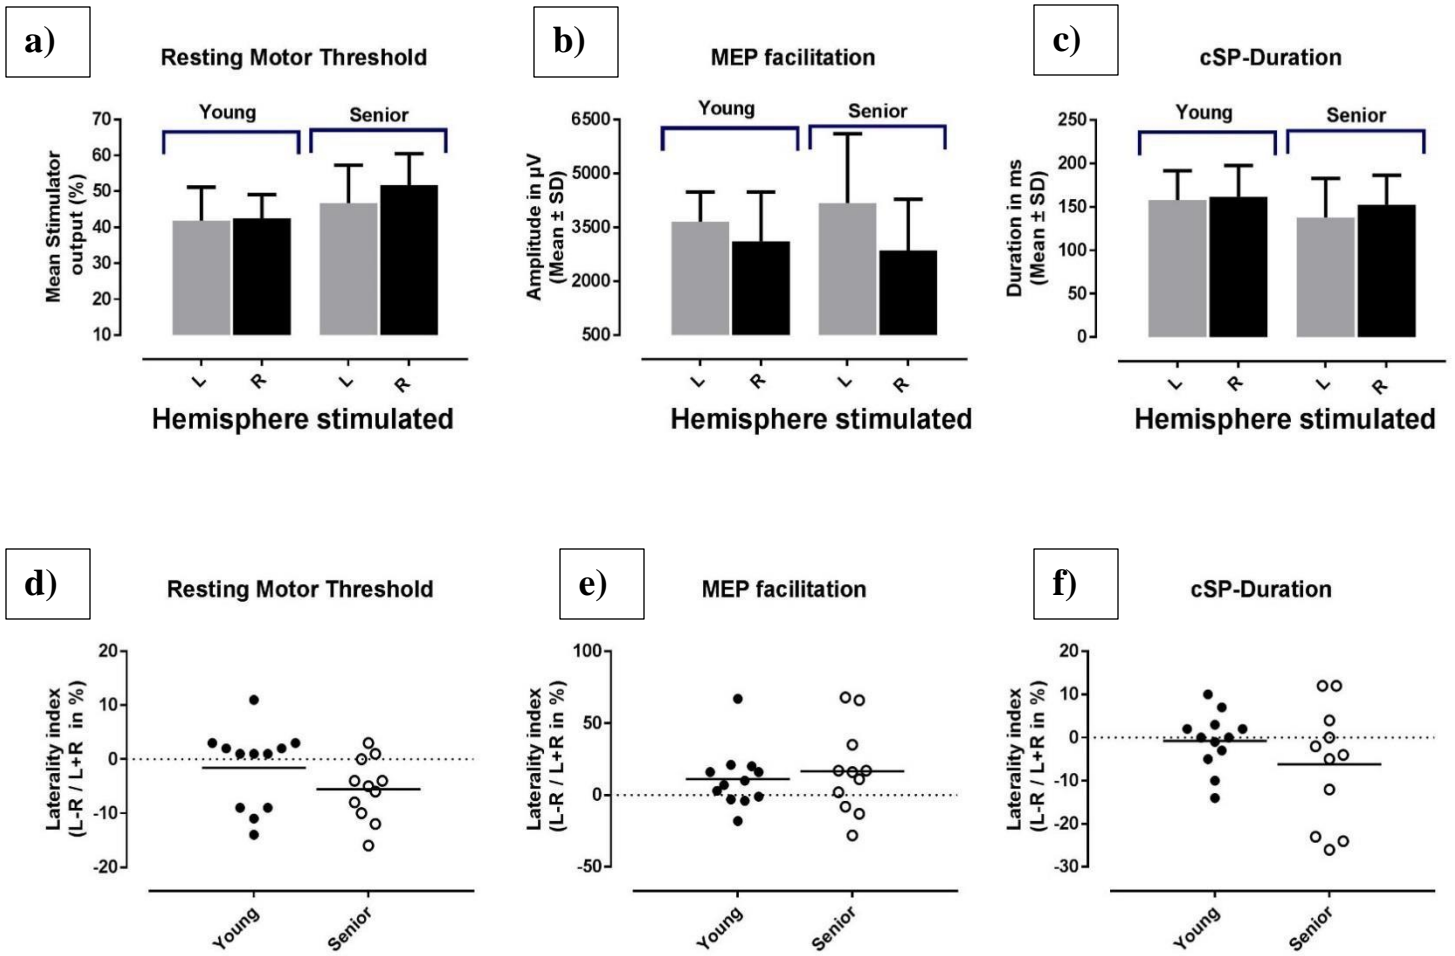 a)
Resting Motor Threshold
Young
Senior
Mean Stimulator
output (%)
70
60
50
40
30
20
10
L
R
L
R
Hemisphere stimulated
b)
MEP facilitation
Young
Senior
Amplitude in µV
(Mean ± SD)
6500
5000
3500
2000
500
L
R
L
R
Hemisphere stimulated
c)
cSP-Duration
Young
Senior
Duration in ms
(Mean ± SD)
250
200
150
100
50
0
L
R
L
R
Hemisphere stimulated
d)
Resting Motor Threshold
Laterality index
(L-R / L+R in %)
20
10
0
-10
-20
Young
Senior
e)
MEP facilitation
Laterality index
(L-R / L+R in %)
100
50
0
-50
Young
Senior
f)
cSP-Duration
Laterality index
(L-R / L+R in %)
20
10
0
-10
-20
-30
Young
Senior